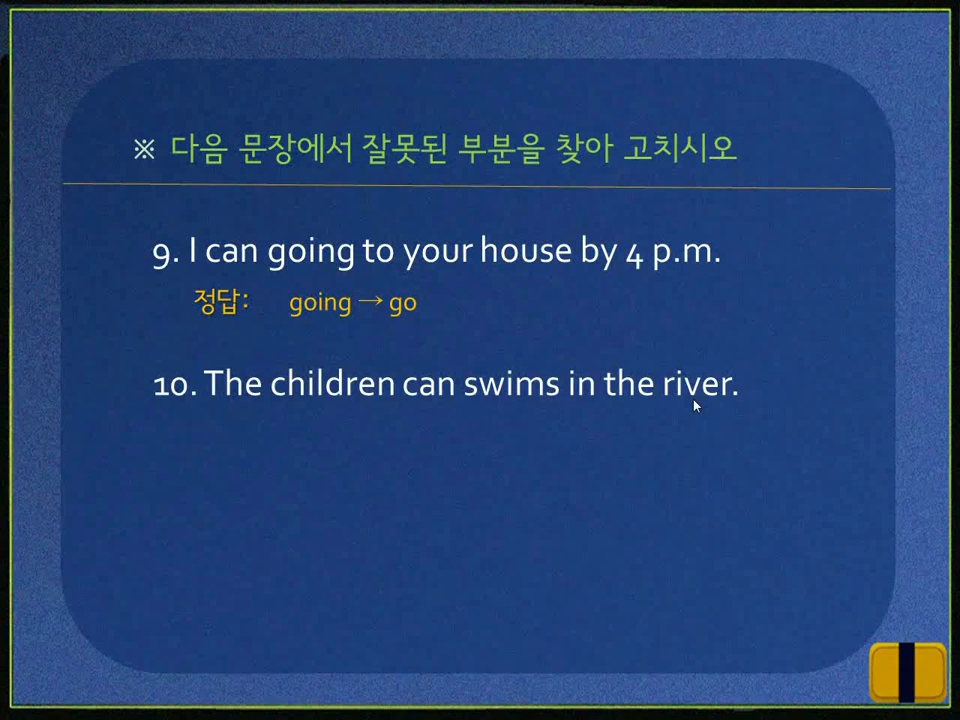 ※ 다음 문장에서 잘못된 부분을 찾아 고치시오
9. I can going to your house by 4 p.m.
정답: going → go
10. The children can swims in the river.